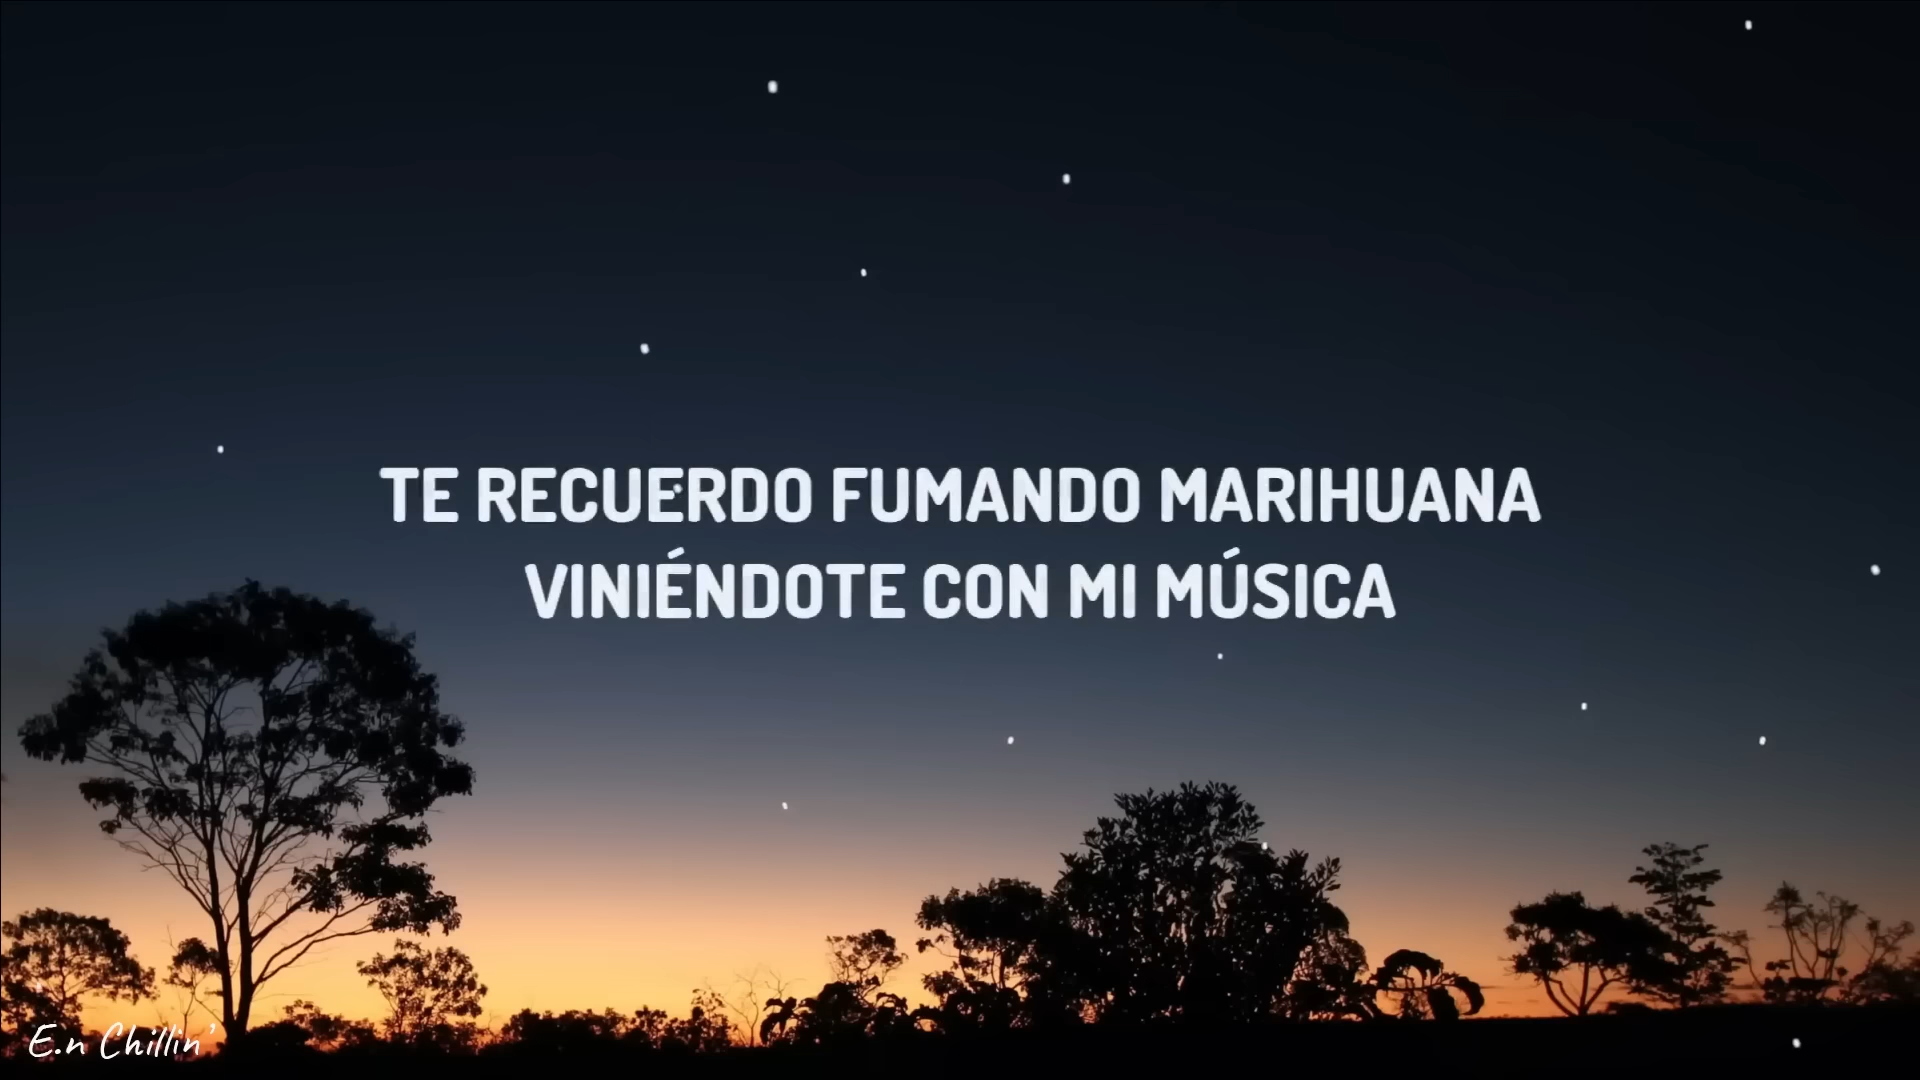 TE RECUERDO FUMANDO MARIHUANA
VINIÉNDOTE CON MI MÚSICA
E.n Chillin'